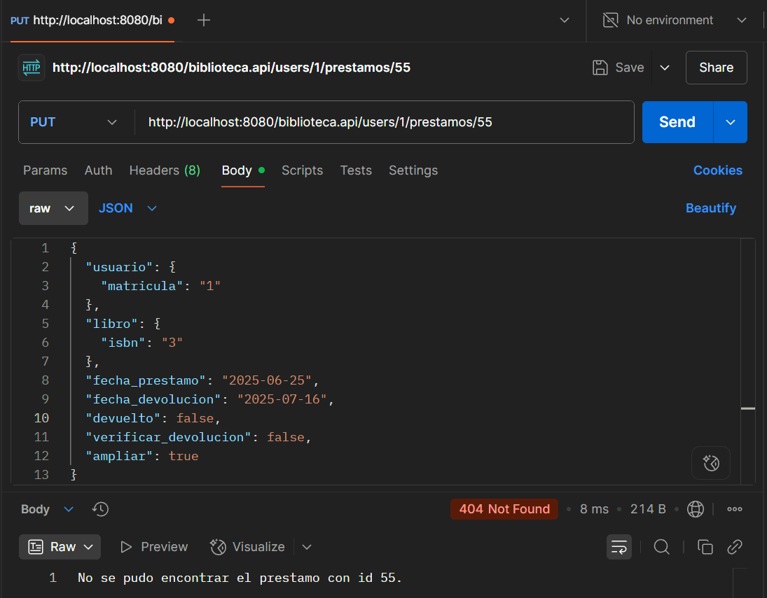 PUT http://localhost:8080/bi
No environment
HTTP http://localhost:8080/biblioteca.api/users/1/prestamos/55
Save
Share
PUT
http://localhost:8080/biblioteca.api/users/1/prestamos/55
Send
Params Auth Headers (8) Body Scripts Tests Settings Cookies
raw JSON Beautify
1 {
2 "usuario": {
3 "matricula": "1"
4 },
5 "libro": {
6 "isbn": "3"
7 },
8 "fecha_prestamo": "2025-06-25",
9 "fecha_devolucion": "2025-07-16",
10 "devuelto": false,
11 "verificar_devolucion": false,
12 "ampliar": true
13 }
Body 404 Not Found 8 ms 214 B
Raw Preview Visualize
1 No se pudo encontrar el prestamo con id 55.